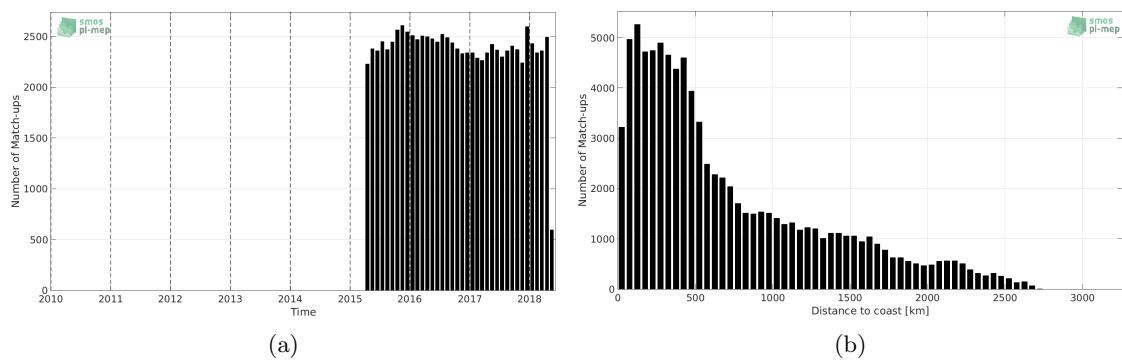 smos
pi-mep
2500
2000
1500
1000
500
0
Number of Match-ups
2010 2011 2012 2013 2014 2015 2016 2017 2018
Time
(a)
smos
pi-mep
5000
4000
3000
2000
1000
0
Number of Match-ups
0 500 1000 1500 2000 2500 3000
Distance to coast [km]
(b)